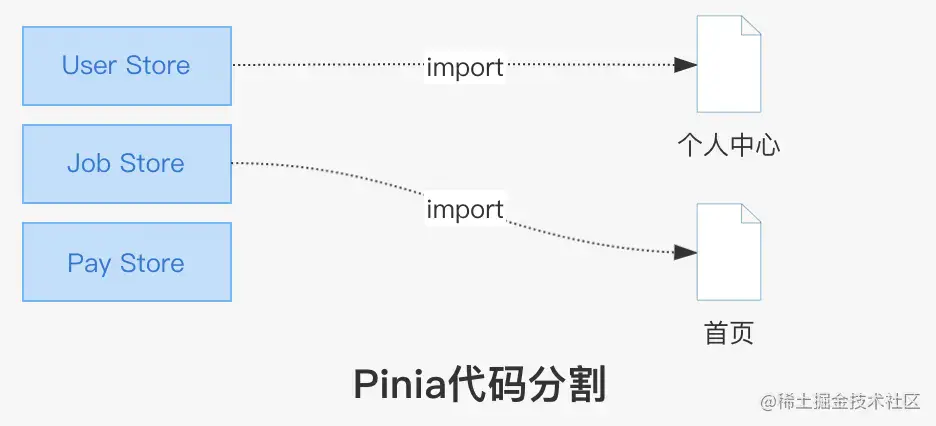 User Store
import
个人中心
Job Store
import
Pay Store
首页
Pinia代码分割
@稀土掘金技术社区